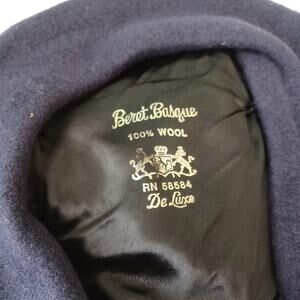 Beret Basque
100% WOOL
RN 58584
De Luxe